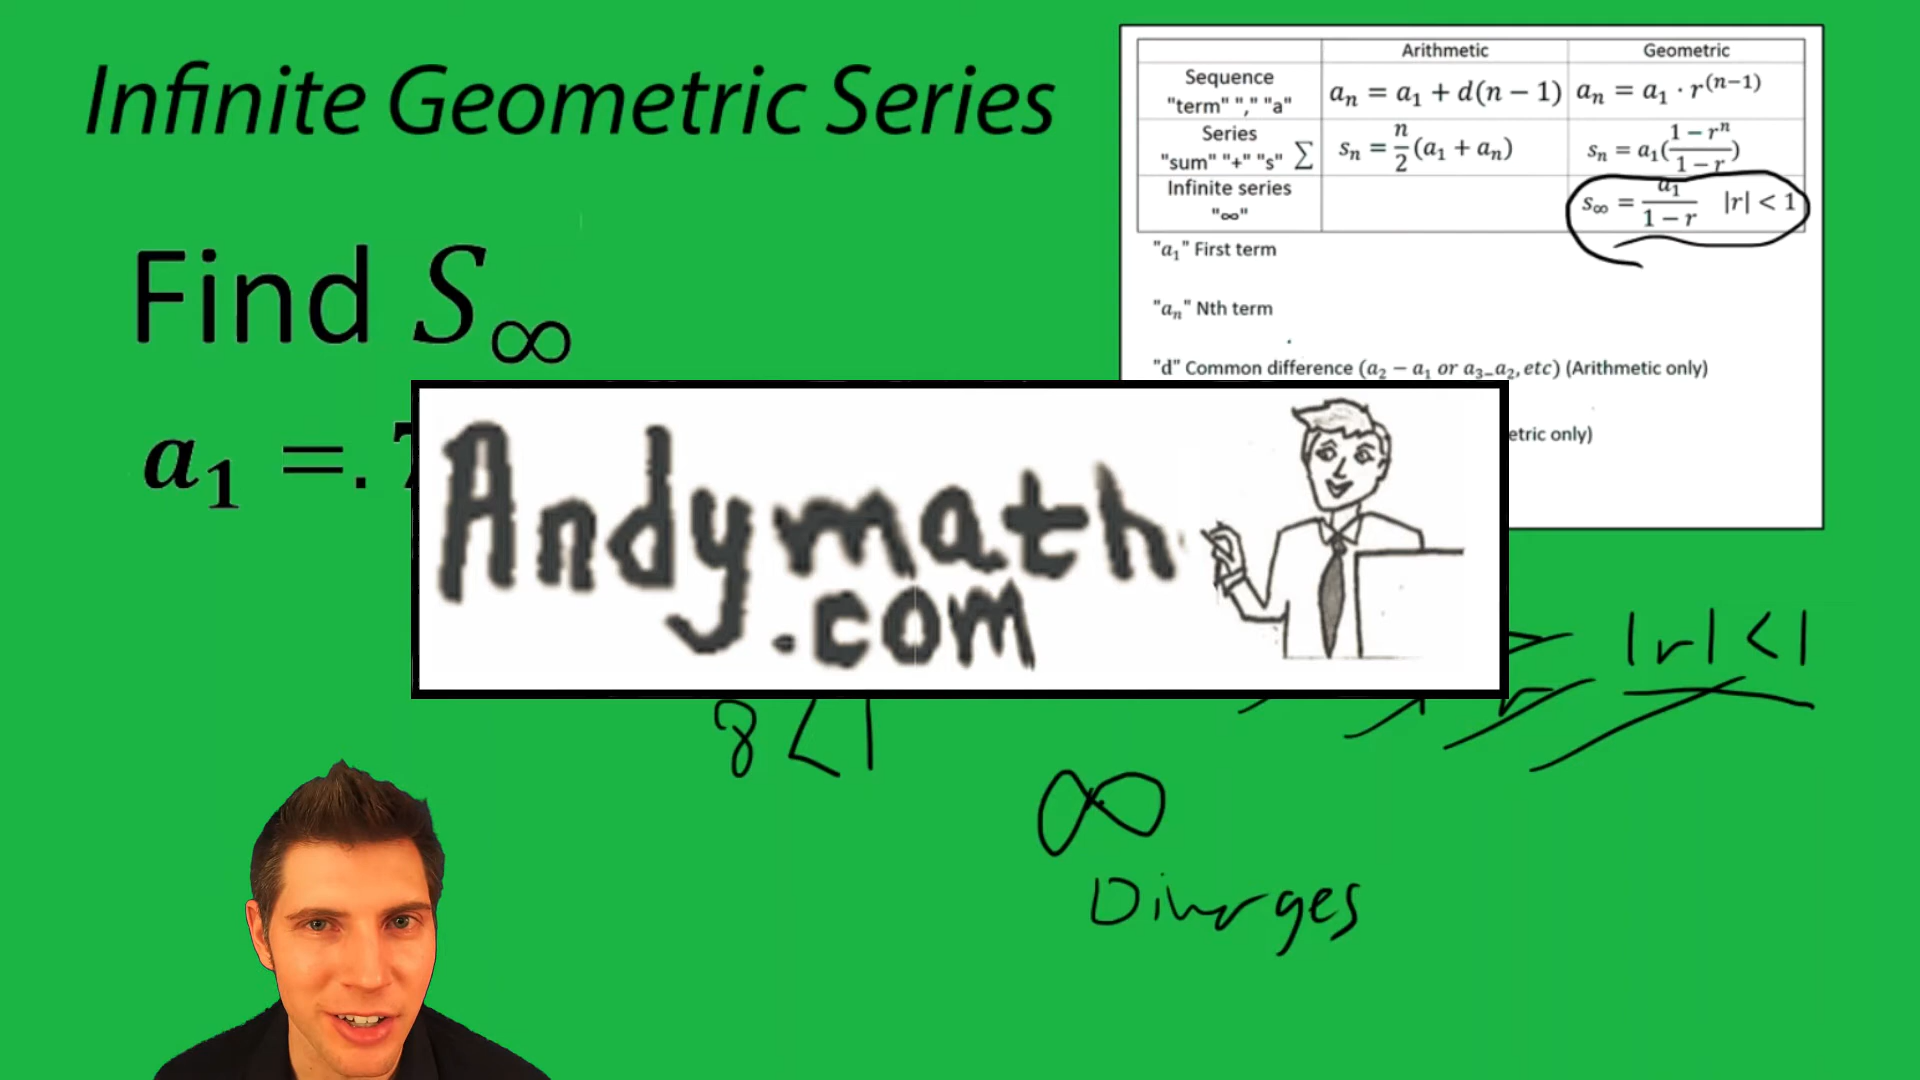 Infinite Geometric Series
Find S∞
a₁ =.
Arithmetic Geometric
Sequence "term" "," "a" aₙ = a₁ + d(n − 1) aₙ = a₁ · r⁽ⁿ⁻¹⁾
Series "sum" "+" "s" ∑ sₙ = n/2(a₁ + aₙ) sₙ = a₁(1 − rⁿ/1 − r)
Infinite series "∞" s∞ = a₁/1 − r |r| < 1
"a₁" First term
"aₙ" Nth term
"d" Common difference (a₂ − a₁ or a₃₋a₂, etc) (Arithmetic only)
etric only)
Andymath
.com
|r| < 1
8 < 1
∞
Diverges